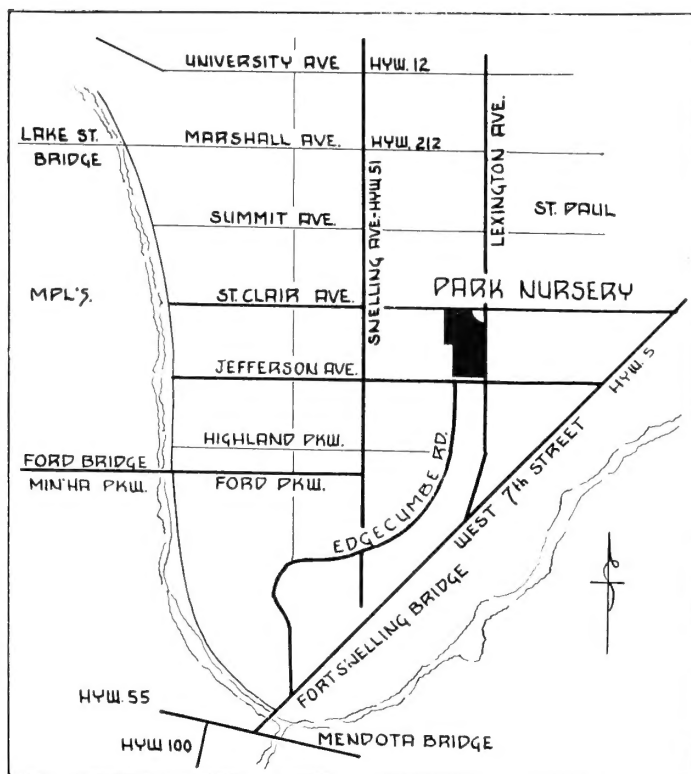 UNIVERSITY AVE HYW. 12
LAKE ST. BRIDGE
MARSHALL AVE. HYW. 212
LEXINGTON AVE.
SUMMIT AVE.
SNELLING AVE.-HYW 51
ST. PAUL
MPL'S.
ST. CLAIR AVE.
PARK NURSERY
JEFFERSON AVE.
HYW. 5
HIGHLAND PKW.
FORD BRIDGE
MIN'HA PKW.
FORD PKW.
EDGECUMBE RD.
WEST 7th STREET
FORT SNELLING BRIDGE
HYW. 55
HYW 100
MENDOTA BRIDGE